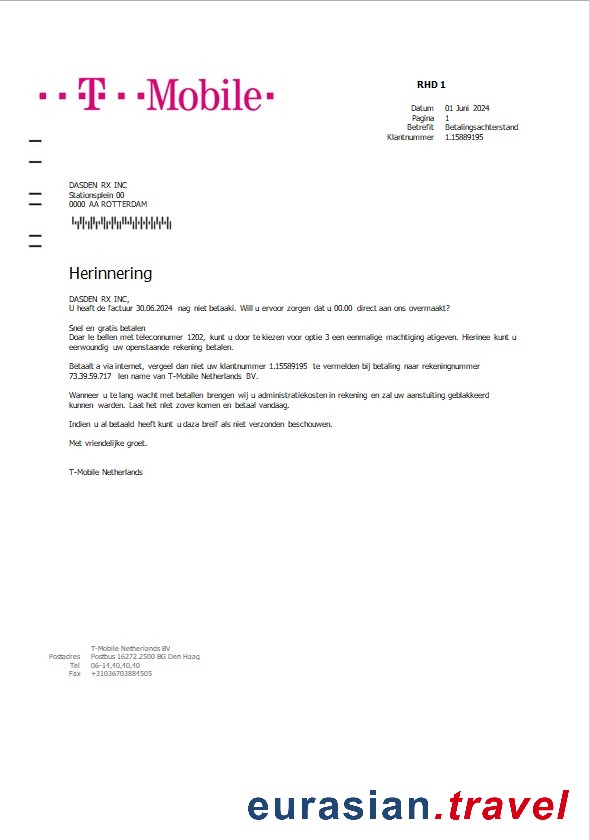 T Mobile
RHD 1
Datum 01 Juni 2024
Pagina 1
Betrefit Betalingsachterstand
Klantnummer 1.15889195
DASDEN RX INC
Stationsplein 00
0000 AA ROTTERDAM
Herinnering
DASDEN RX INC,
U heaft de factuur 30.06.2024 nag niet betaaki. Will u ervoor zorgen dat u 00.00 direct aan ons overmaakt?
Snel en gratis betalen
Doar le bellen met teleconnumer 1202, kunt u door te kiezen voor optie 3 een eenmalige machtiging atigeven. Hierinee kunt u
eerwoundig uw openstaande rekening betalen.
Betaalt a via internet, vergeel dan niet uw klantnummer 1.15589195 te vermelden bij betaling naar rekeningnumer
73.39.59.717 Ien name van T-Mobile Netherlands BV.
Wanneer u te lang wacht met betallen brengen wij u administratiekosten in rekening en zal uw aanstuiting geblakkeerd
kunnen warden. Laat het niet zover komen en betaal vandaag.
Indien u al betaald heeft kunt u daza breif als niet verzonden beschouwen.
Met vriendelijke groet.
T-Mobile Netherlands
T-Mobile Netherlands BV
Postadres Postbus 16272.2500 BG Den Haag
Tel 06-14,40,40,40
Fax +31036703884505
eurasian.travel